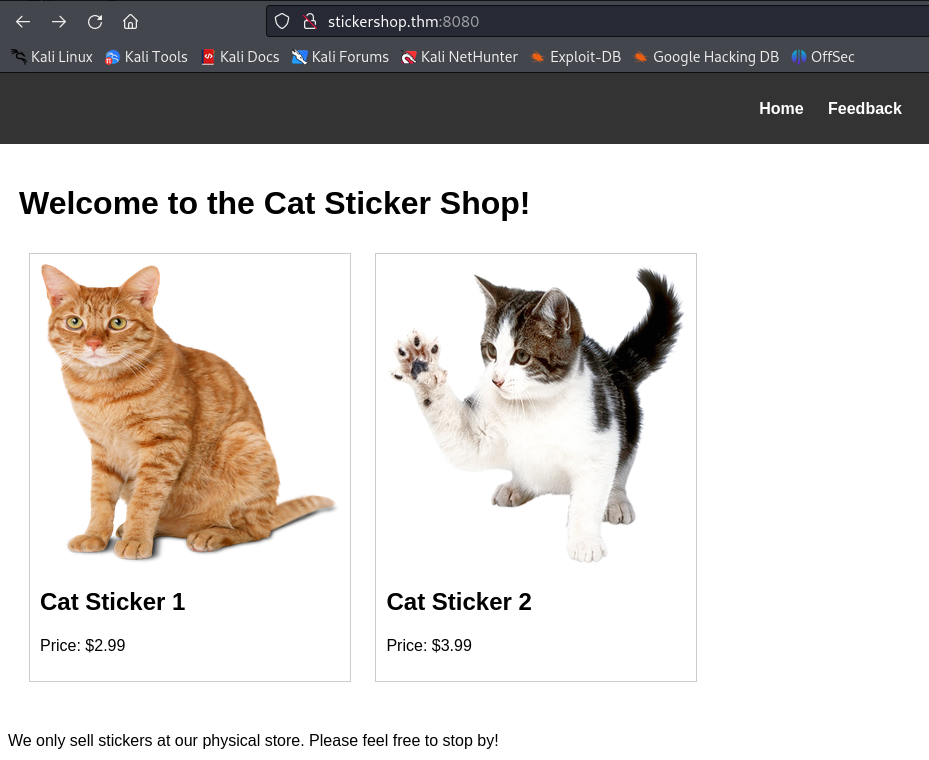 stickershop.thm:8080
Kali Linux Kali Tools Kali Docs Kali Forums Kali NetHunter Exploit-DB Google Hacking DB OffSec
Home Feedback
Welcome to the Cat Sticker Shop!
Cat Sticker 1 Cat Sticker 2
Price: $2.99 Price: $3.99
We only sell stickers at our physical store. Please feel free to stop by!